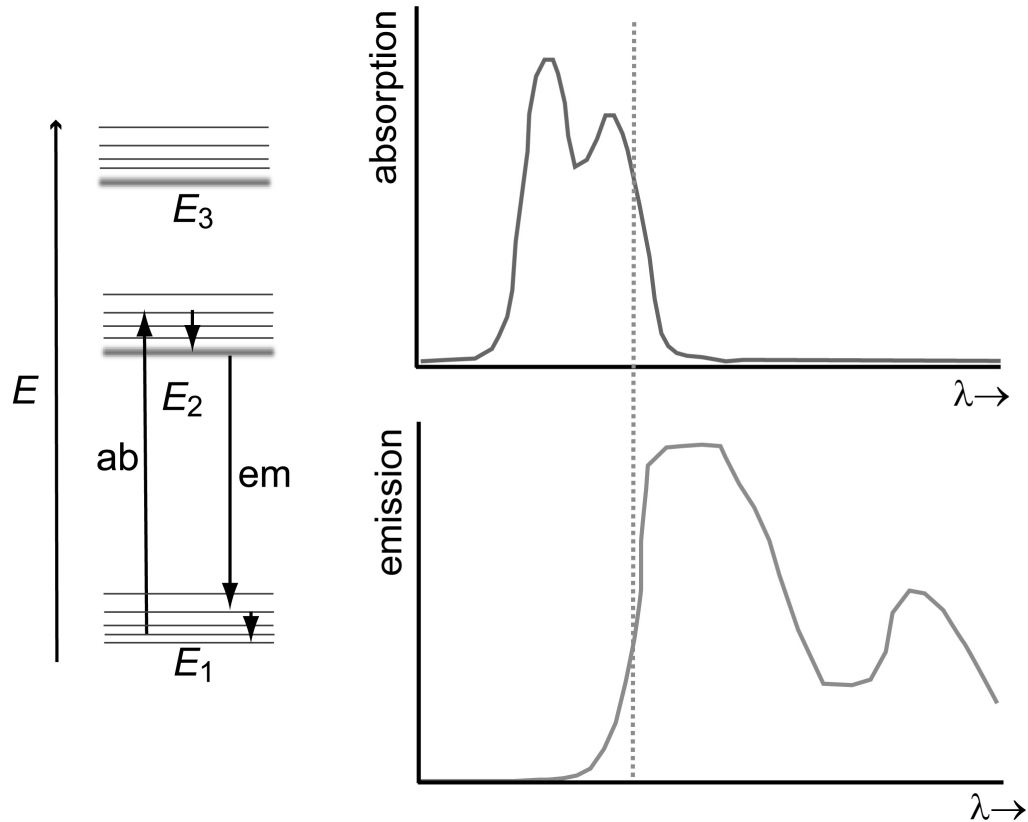 E
E3
E2
ab
em
E1
absorption
λ→
emission
λ→